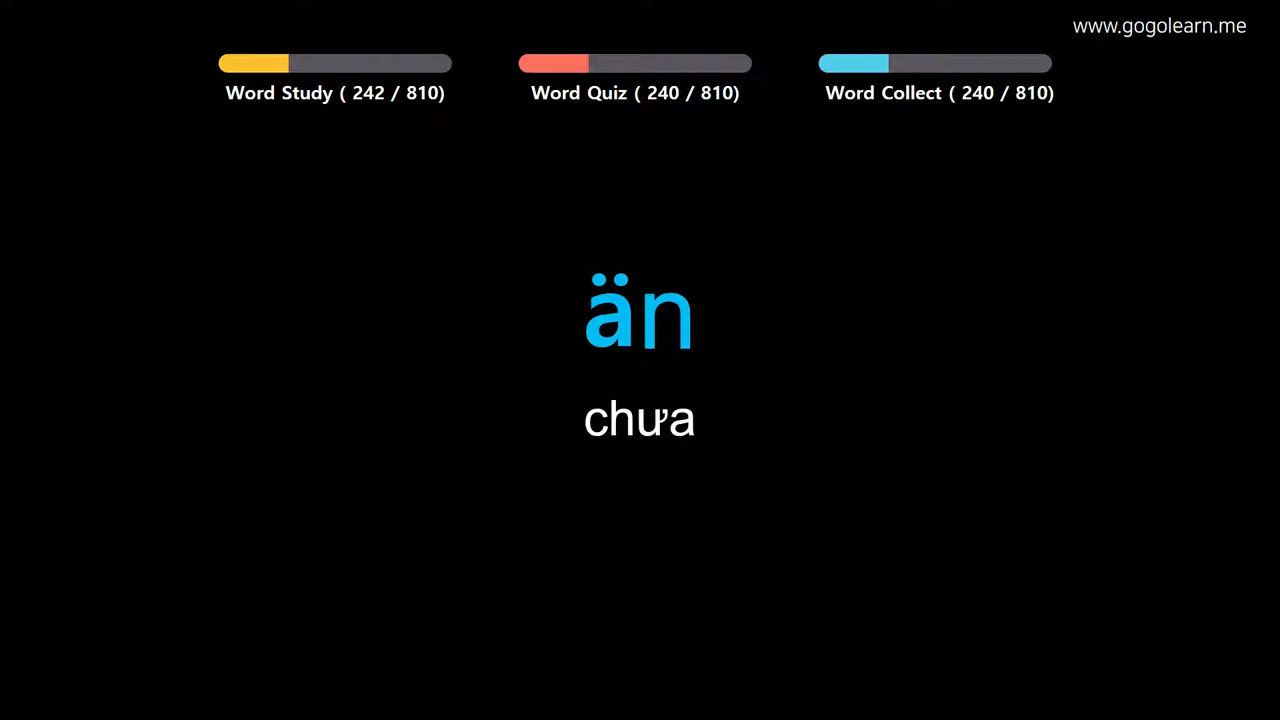 www.gogolearn.me
Word Study ( 242 / 810)
Word Quiz ( 240 / 810)
Word Collect ( 240 / 810)
än
chưa